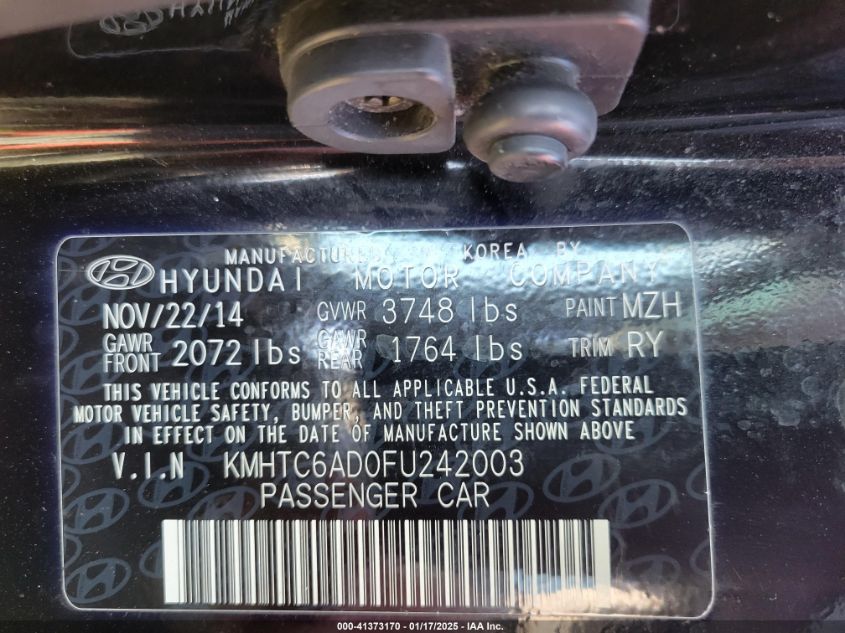 MANUFACTURED IN KOREA BY
HYUNDAI MOTOR COMPANY
NOV/22/14 GVWR 3748 lbs PAINT MZH
GAWR FRONT 2072 lbs GAWR REAR 1764 lbs TRIM RY
THIS VEHICLE CONFORMS TO ALL APPLICABLE U.S.A. FEDERAL
MOTOR VEHICLE SAFETY, BUMPER, AND THEFT PREVENTION STANDARDS
IN EFFECT ON THE DATE OF MANUFACTURE SHOWN ABOVE
V.I.N KMHTC6AD0FU242003
PASSENGER CAR
000-41373170 - 01/17/2025 - IAA Inc.